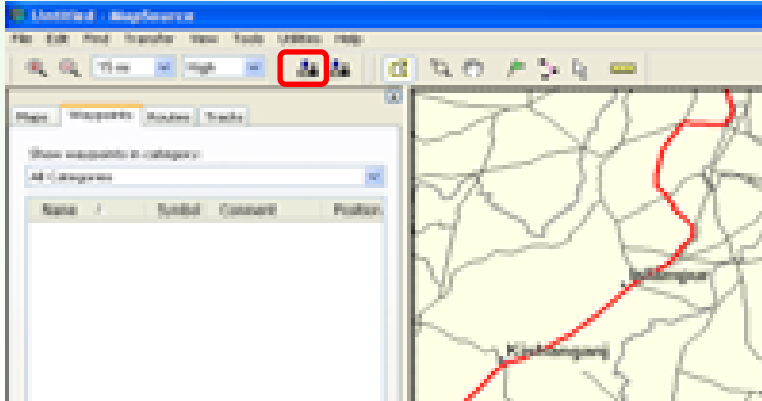 Untitled - MapSource
File Edit Find Transfer View Tools Utilities Help
High
Maps Waypoints Routes Tracks
Show waypoints in category:
All Categories
Name / Symbol Comment Position
Kishanganj